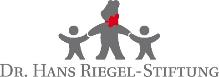 DR. HANS RIEGEL-STIFTUNG